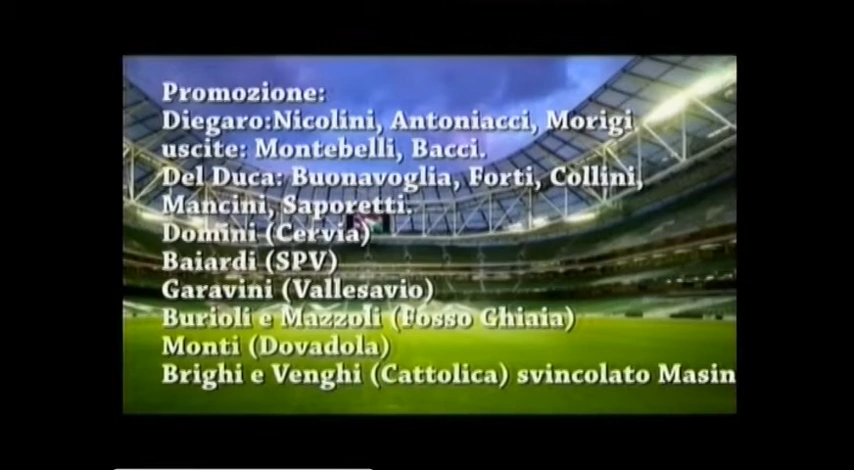 Promozione:
Diegaro:Nicolini, Antoniacci, Morigi
uscite: Montebelli, Bacci.
Del Duca: Buonavoglia, Forti, Collini,
Mancini, Saporetti.
Domini (Cervia)
Baiardi (SPV)
Garavini (Vallesavio)
Burioli e Mazzoli (Fosso Ghiaia)
Monti (Dovadola)
Brighi e Venghi (Cattolica) svincolato Masin